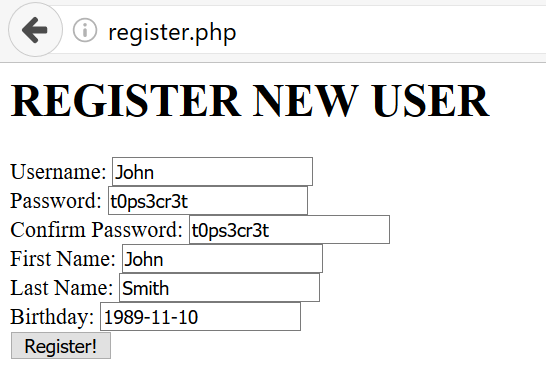 register.php
REGISTER NEW USER
Username: John
Password: t0ps3cr3t
Confirm Password: t0ps3cr3t
First Name: John
Last Name: Smith
Birthday: 1989-11-10
Register!